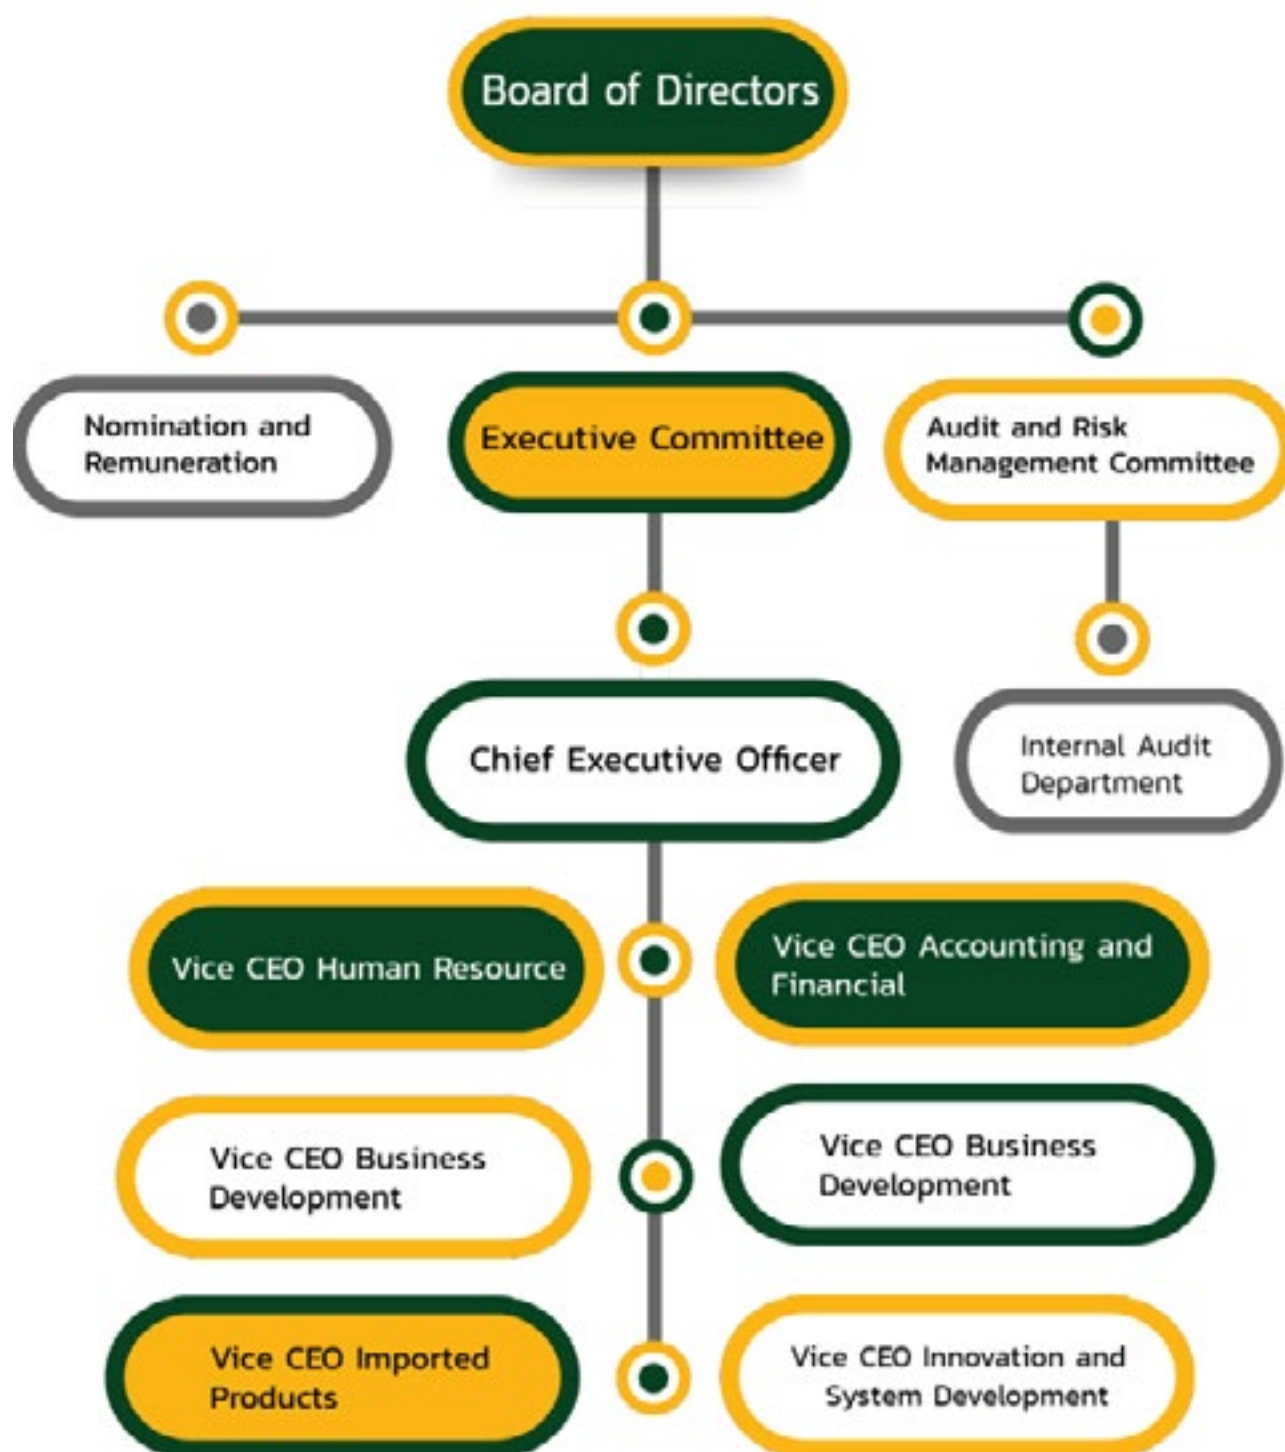 Board of Directors
Nomination and
Remuneration
Executive Committee
Audit and Risk
Management Committee
Chief Executive Officer
Internal Audit
Department
Vice CEO Human Resource
Vice CEO Accounting and
Financial
Vice CEO Business
Development
Vice CEO Business
Development
Vice CEO Imported
Products
Vice CEO Innovation and
System Development